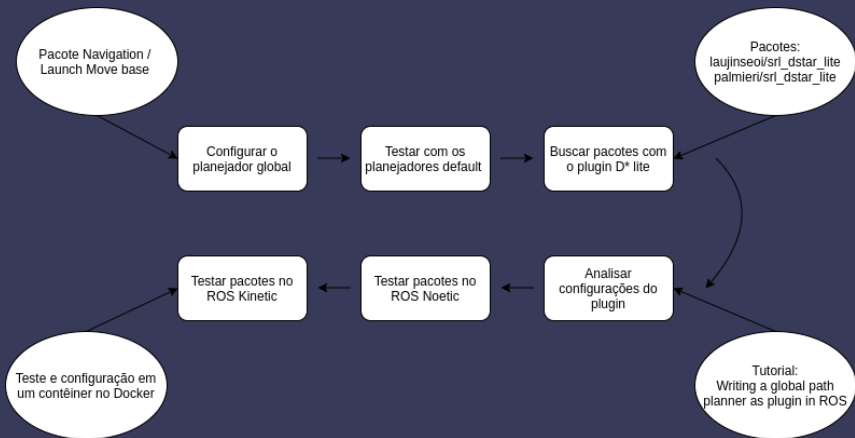 Pacote Navigation /
Launch Move base
Pacotes:
laujinseoi/srl_dstar_lite
palmieri/srl_dstar_lite
Configurar o
planejador global
Testar com os
planejadores default
Buscar pacotes com
o plugin D* lite
Testar pacotes no
ROS Kinetic
Testar pacotes no
ROS Noetic
Analisar
configurações do
plugin
Teste e configuração em
um contêiner no Docker
Tutorial:
Writing a global path
planner as plugin in ROS